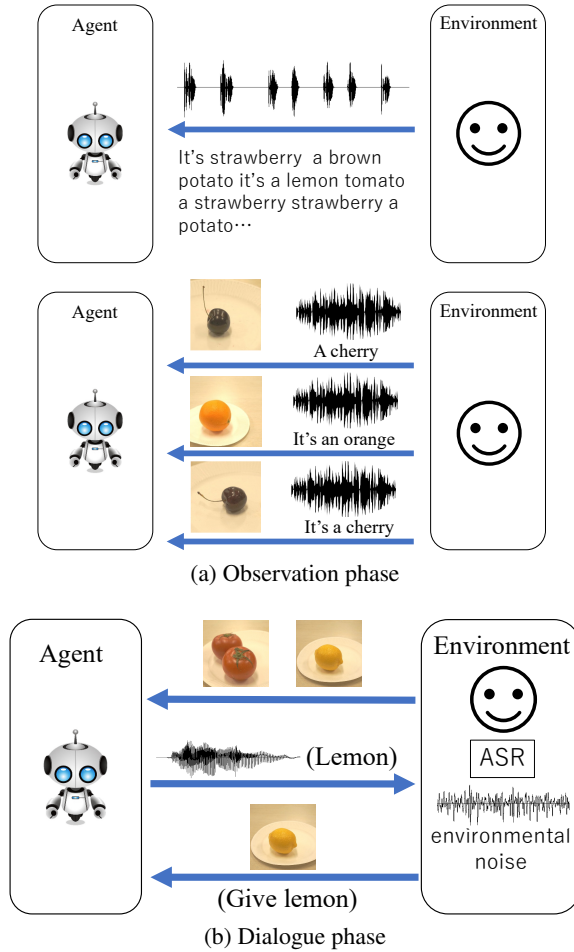 Agent
Environment
It's strawberry a brown
potato it's a lemon tomato
a strawberry strawberry a
potato⋯
Agent
Environment
A cherry
It's an orange
It's a cherry
(a) Observation phase
Agent
Environment
(Lemon)
ASR
environmental
noise
(Give lemon)
(b) Dialogue phase